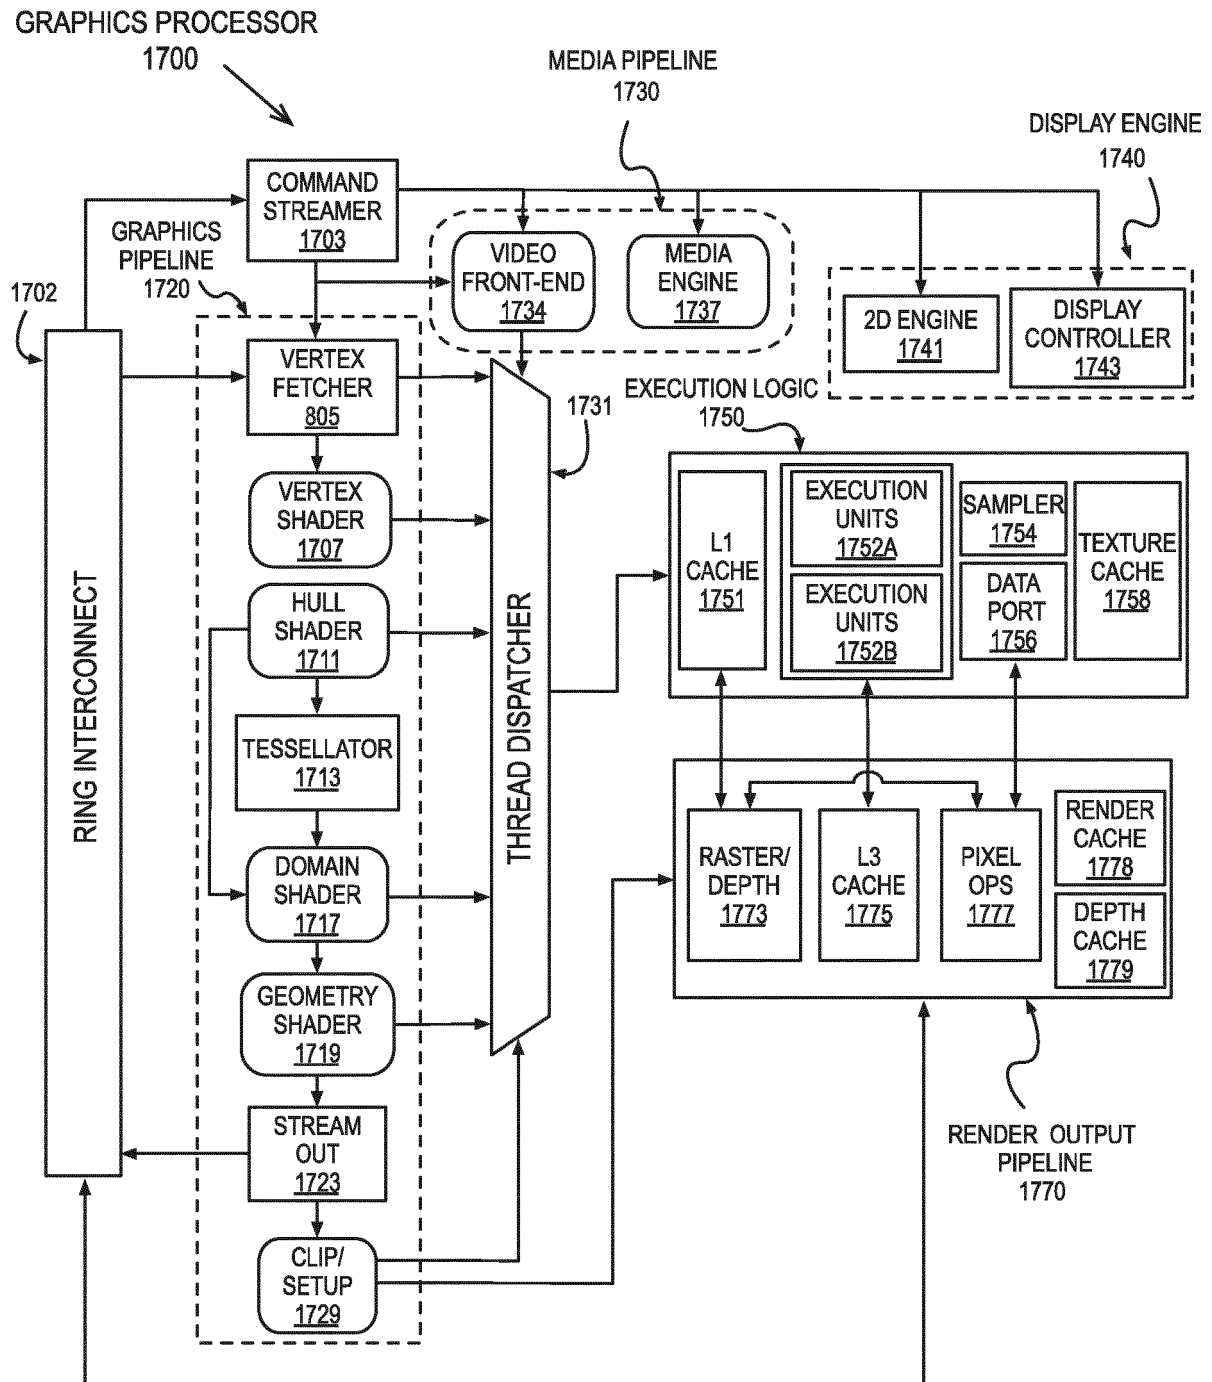 GRAPHICS PROCESSOR
1700
MEDIA PIPELINE
1730
DISPLAY ENGINE
1740
COMMAND
STREAMER
1703
GRAPHICS
PIPELINE
1720
VIDEO
FRONT-END
1734
MEDIA
ENGINE
1737
2D ENGINE
1741
DISPLAY
CONTROLLER
1743
1702
RING INTERCONNECT
VERTEX
FETCHER
805
VERTEX
SHADER
1707
HULL
SHADER
1711
TESSELLATOR
1713
DOMAIN
SHADER
1717
GEOMETRY
SHADER
1719
STREAM
OUT
1723
CLIP/
SETUP
1729
THREAD DISPATCHER
1731
EXECUTION LOGIC
1750
L1
CACHE
1751
EXECUTION
UNITS
1752A
EXECUTION
UNITS
1752B
SAMPLER
1754
DATA
PORT
1756
TEXTURE
CACHE
1758
RASTER/
DEPTH
1773
L3
CACHE
1775
PIXEL
OPS
1777
RENDER
CACHE
1778
DEPTH
CACHE
1779
RENDER OUTPUT
PIPELINE
1770